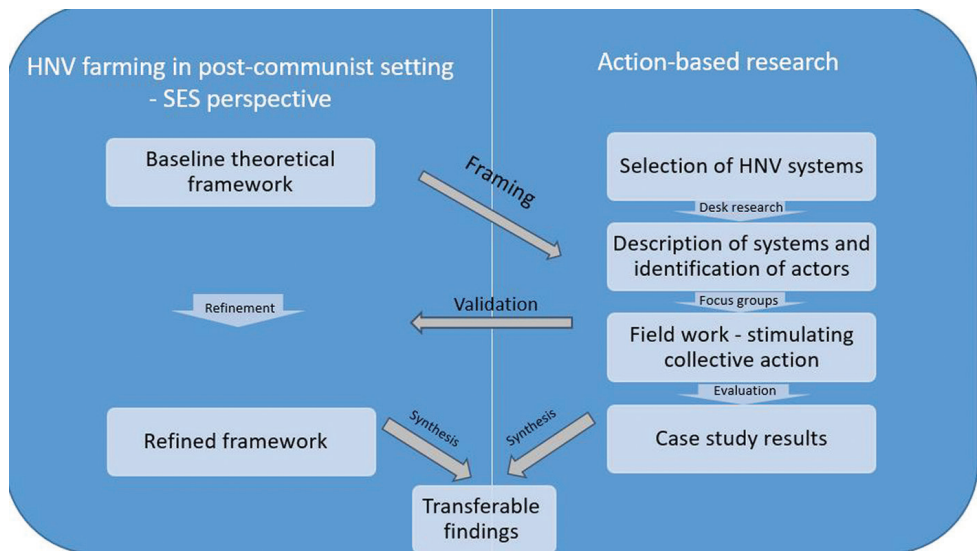 HNV farming in post-communist setting
- SES perspective
Baseline theoretical
framework
Refinement
Refined framework
Framing
Validation
Synthesis
Synthesis
Transferable
findings
Action-based research
Selection of HNV systems
Desk research
Description of systems and
identification of actors
Focus groups
Field work - stimulating
collective action
Evaluation
Case study results